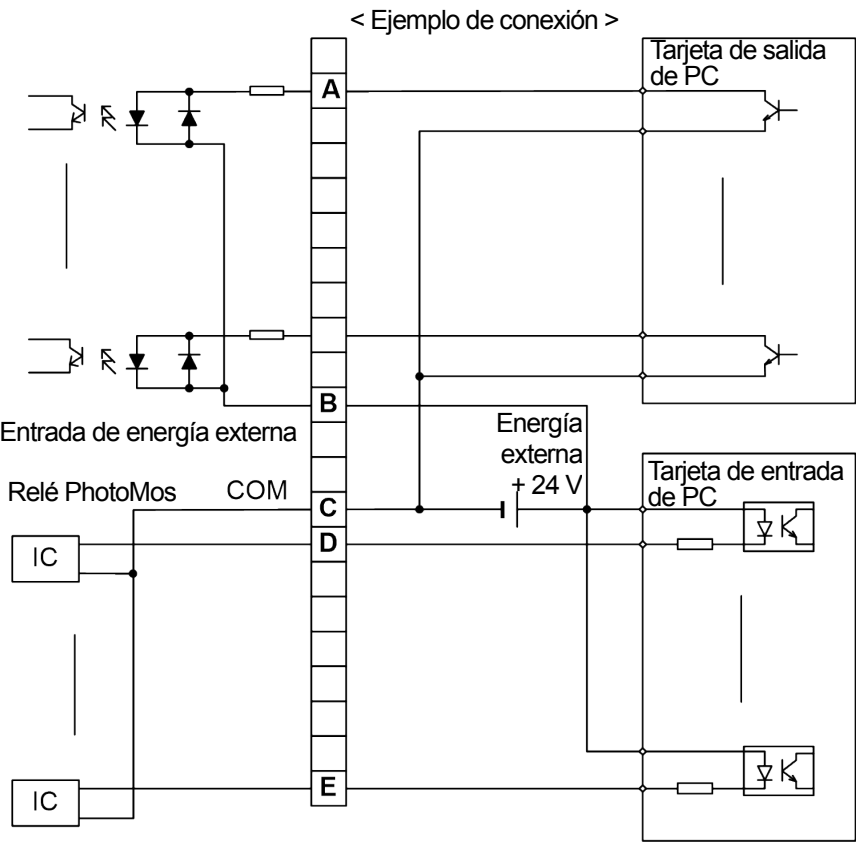 < Ejemplo de conexión >
Tarjeta de salida
de PC
A
B
Entrada de energía externa
Energía
externa
+ 24 V
Tarjeta de entrada
de PC
Relé PhotoMos
COM
C
D
IC
E
IC